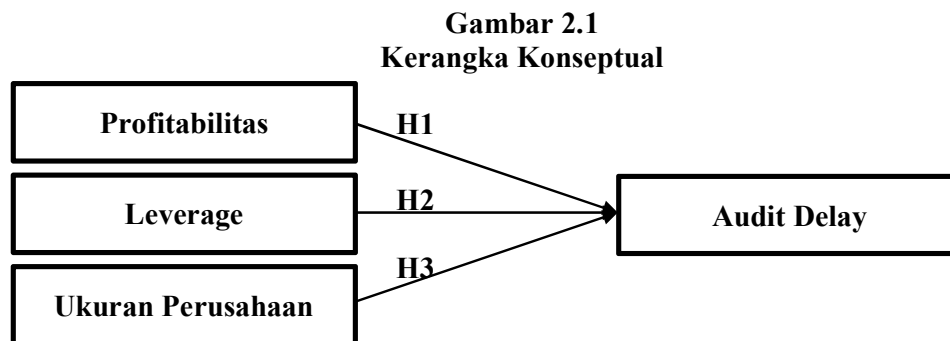 Gambar 2.1
Kerangka Konseptual
Profitabilitas
H1
Leverage
H2
Audit Delay
H3
Ukuran Perusahaan